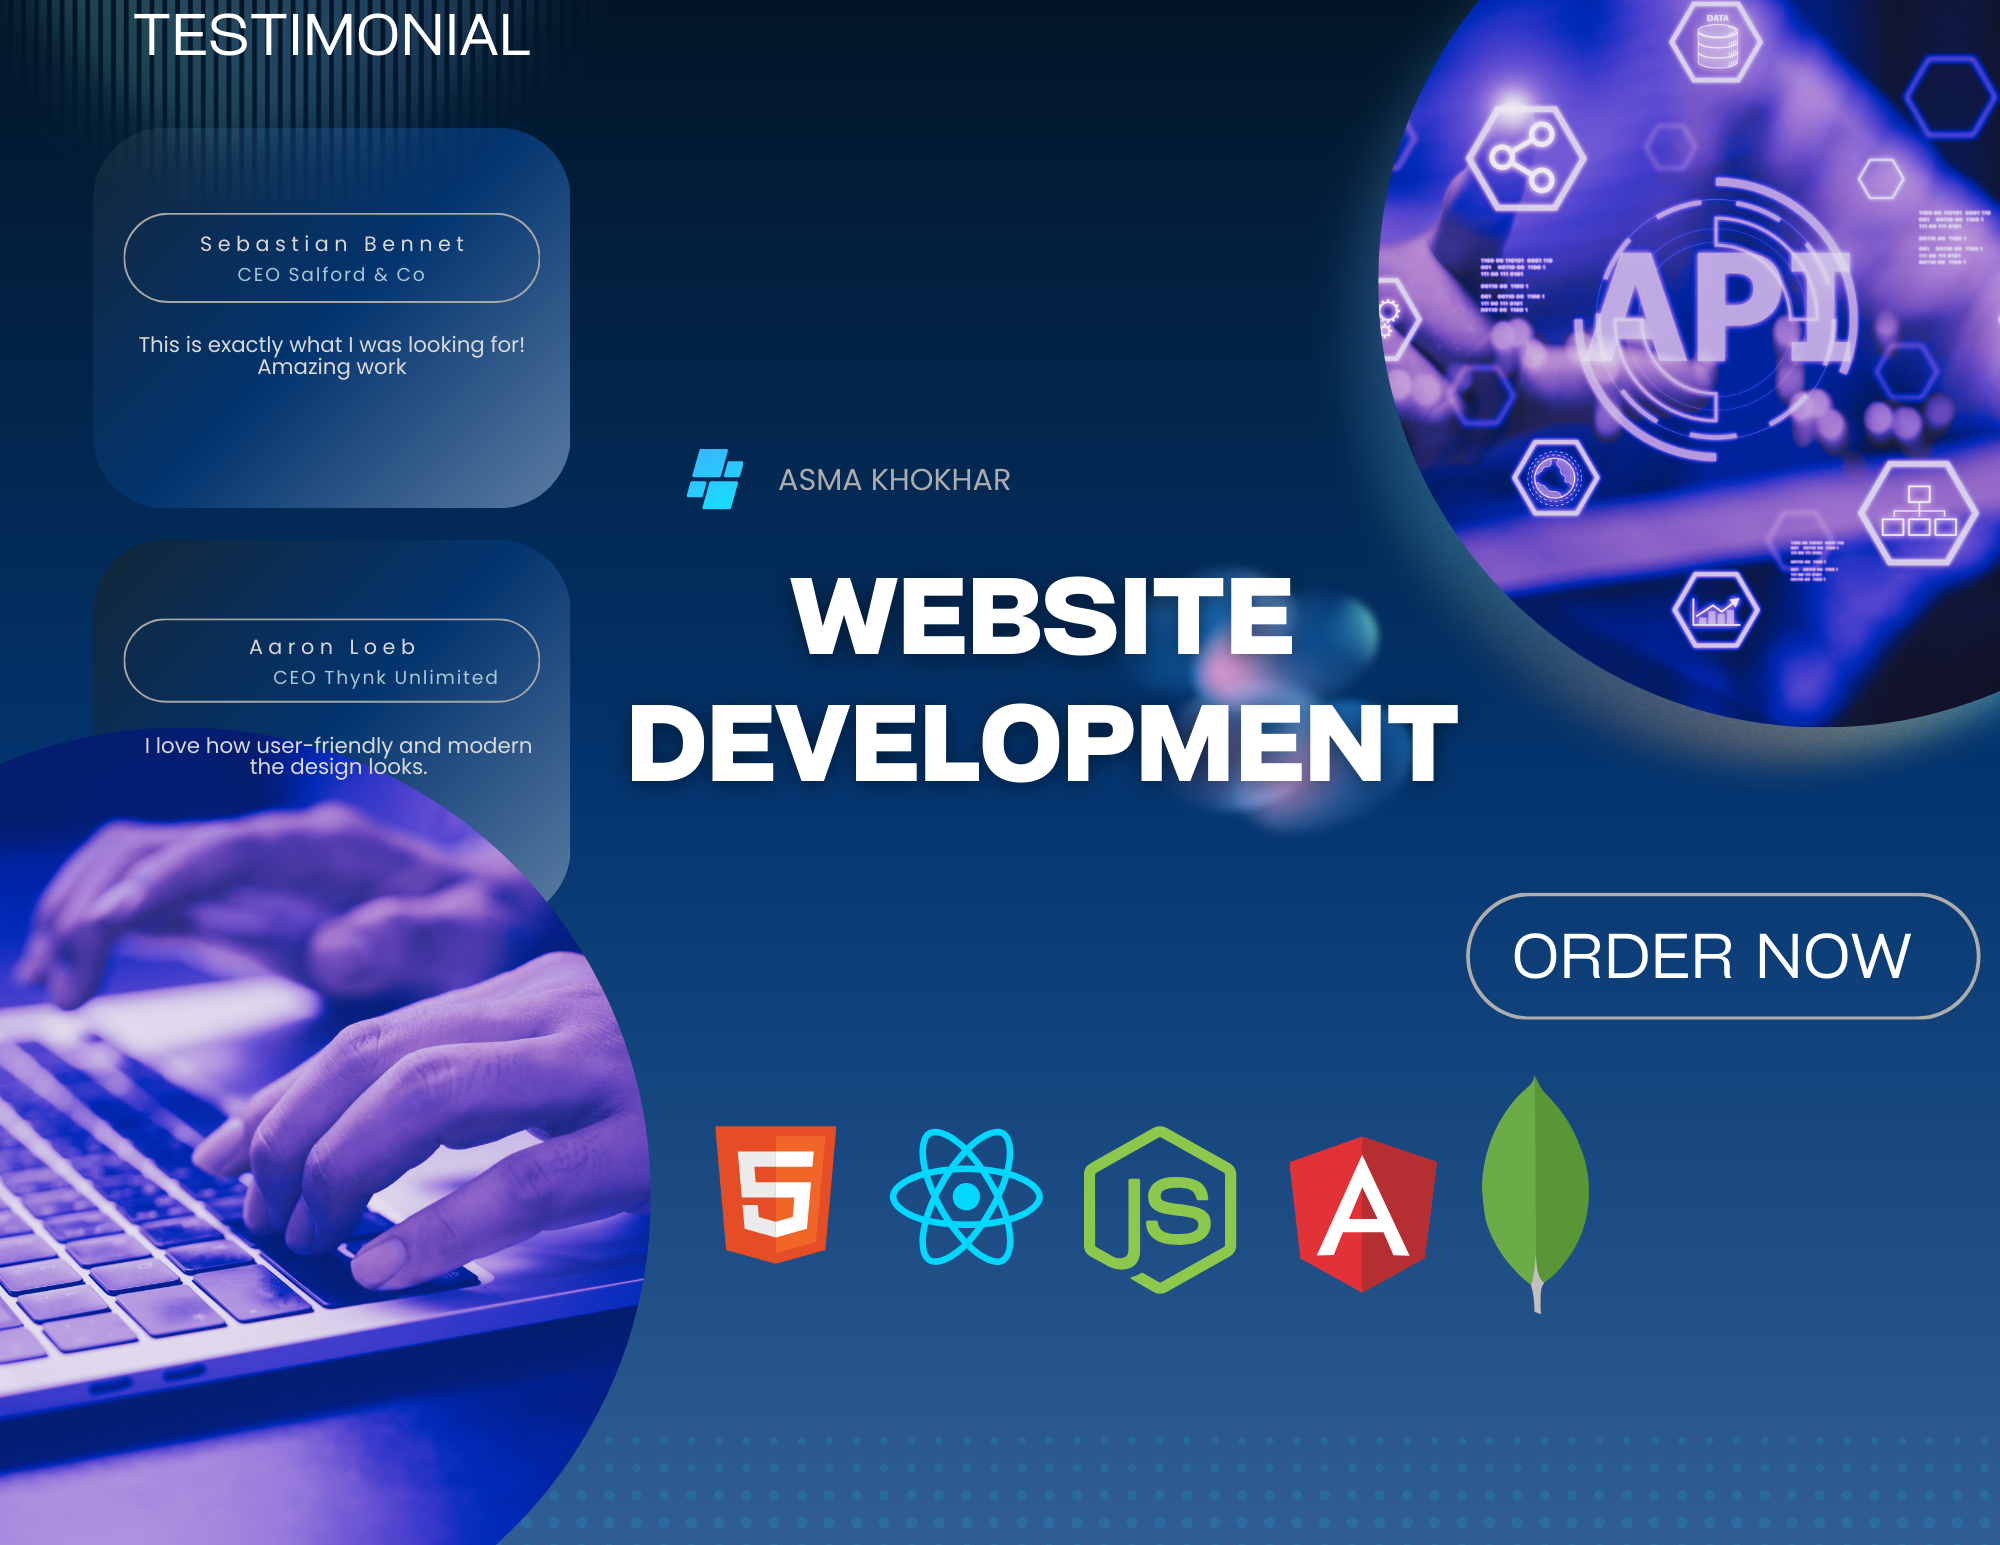 TESTIMONIAL
Sebastian Bennet
CEO Salford & Co
This is exactly what I was looking for!
Amazing work
Aaron Loeb
CEO Thynk Unlimited
I love how user-friendly and modern
the design looks.
ASMA KHOKHAR
WEBSITE
DEVELOPMENT
DATA
API
ORDER NOW
5
JS
A